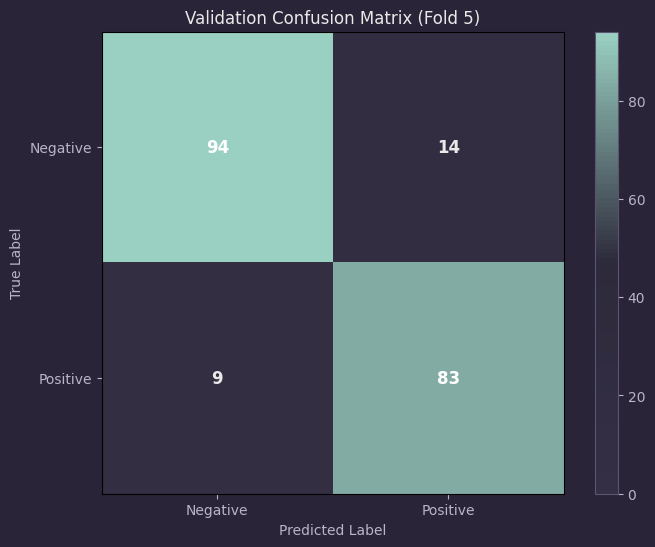 Validation Confusion Matrix (Fold 5)
Negative
94
14
Positive
9
83
Negative
Positive
Predicted Label
True Label
80
60
40
20
0